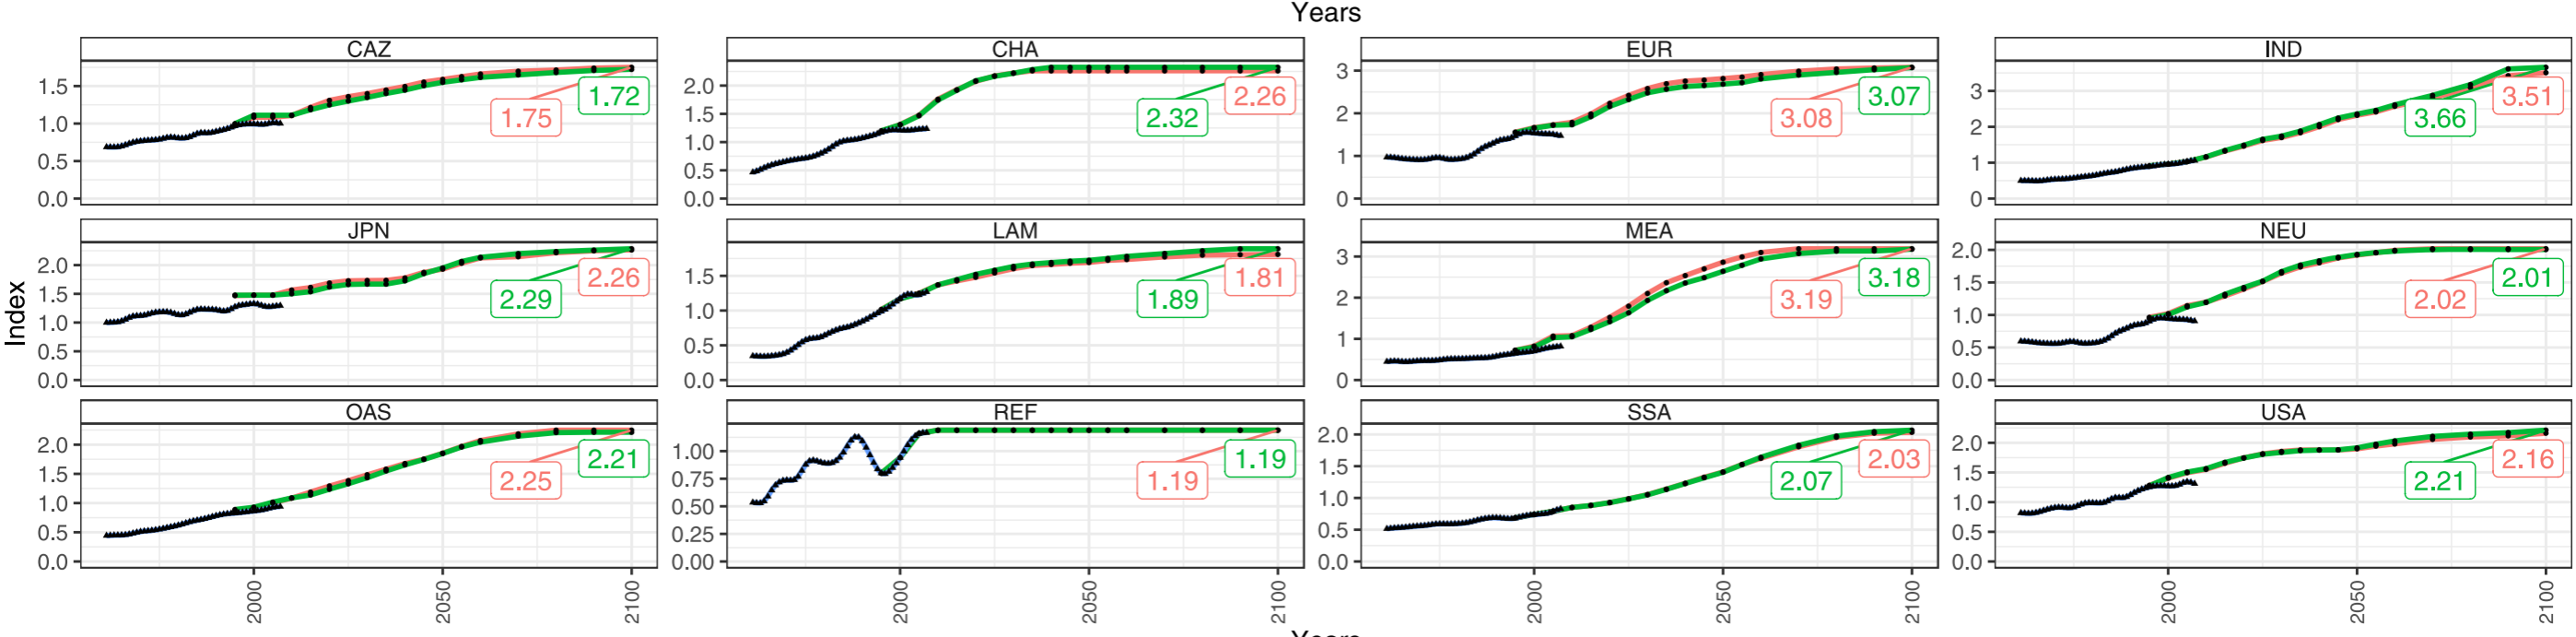 Years
CAZ CHA EUR IND
1.5 1.0 0.5 0.0 1.75 1.72
2.0 1.5 1.0 0.5 0.0 2.32 2.26
3 2 1 0 3.08 3.07
3 2 1 0 3.66 3.51
JPN LAM MEA NEU
Index
2.0 1.5 1.0 0.5 0.0 2.29 2.26
1.5 1.0 0.5 0.0 1.89 1.81
3 2 1 0 3.19 3.18
2.0 1.5 1.0 0.5 0.0 2.02 2.01
OAS REF SSA USA
2.0 1.5 1.0 0.5 0.0 2.25 2.21
1.00 0.75 0.50 0.25 0.00 1.19 1.19
2.0 1.5 1.0 0.5 0.0 2.07 2.03
2.0 1.5 1.0 0.5 0.0 2.21 2.16
2000 2050 2100 2000 2050 2100 2000 2050 2100 2000 2050 2100
Years